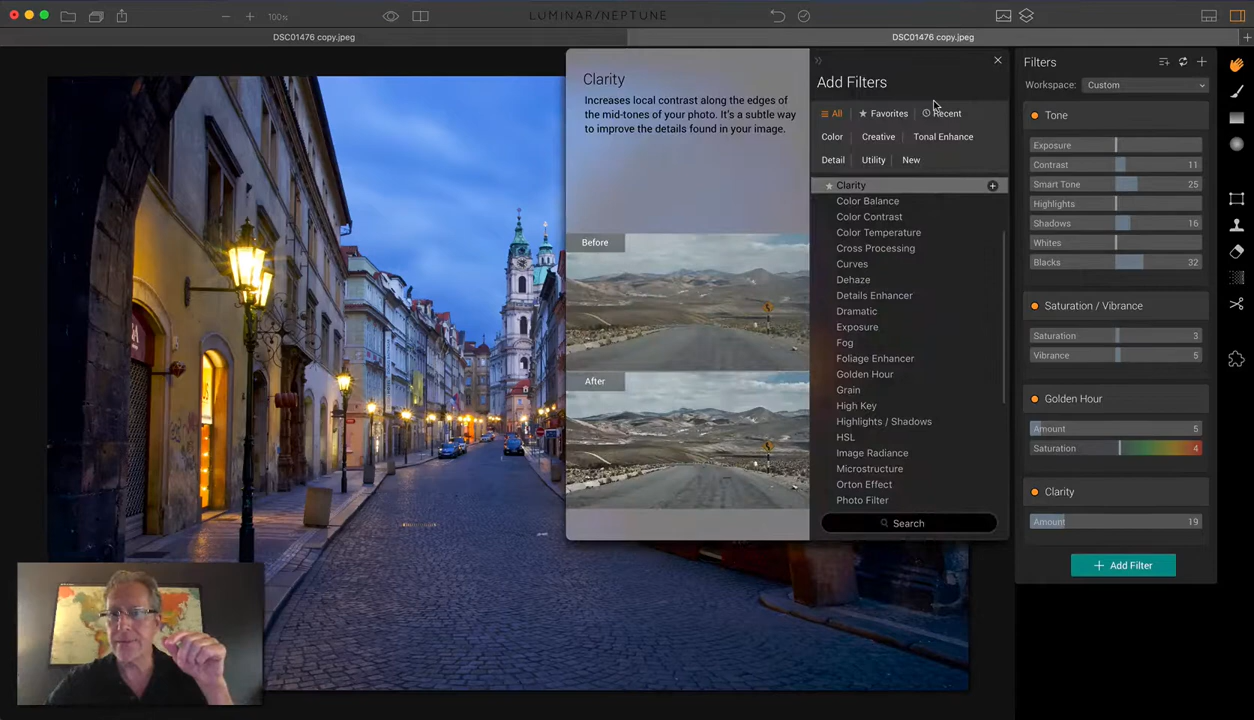 100%
LUMINAR/NEPTUNE
DSC01476 copy.jpeg
DSC01476 copy.jpeg
Clarity
Increases local contrast along the edges of
the mid-tones of your photo. It's a subtle way
to improve the details found in your image.
Before
After
Add Filters
All
Favorites
Recent
Color
Creative
Tonal Enhance
Detail
Utility
New
Clarity
Color Balance
Color Contrast
Color Temperature
Cross Processing
Curves
Dehaze
Details Enhancer
Dramatic
Exposure
Fog
Foliage Enhancer
Golden Hour
Grain
High Key
Highlights / Shadows
HSL
Image Radiance
Microstructure
Orton Effect
Photo Filter
Search
Filters
Workspace: Custom
Tone
Exposure
Contrast 11
Smart Tone 25
Highlights
Shadows 16
Whites
Blacks 32
Saturation / Vibrance
Saturation 3
Vibrance 5
Golden Hour
Amount 5
Saturation 4
Clarity
Amount 19
Add Filter